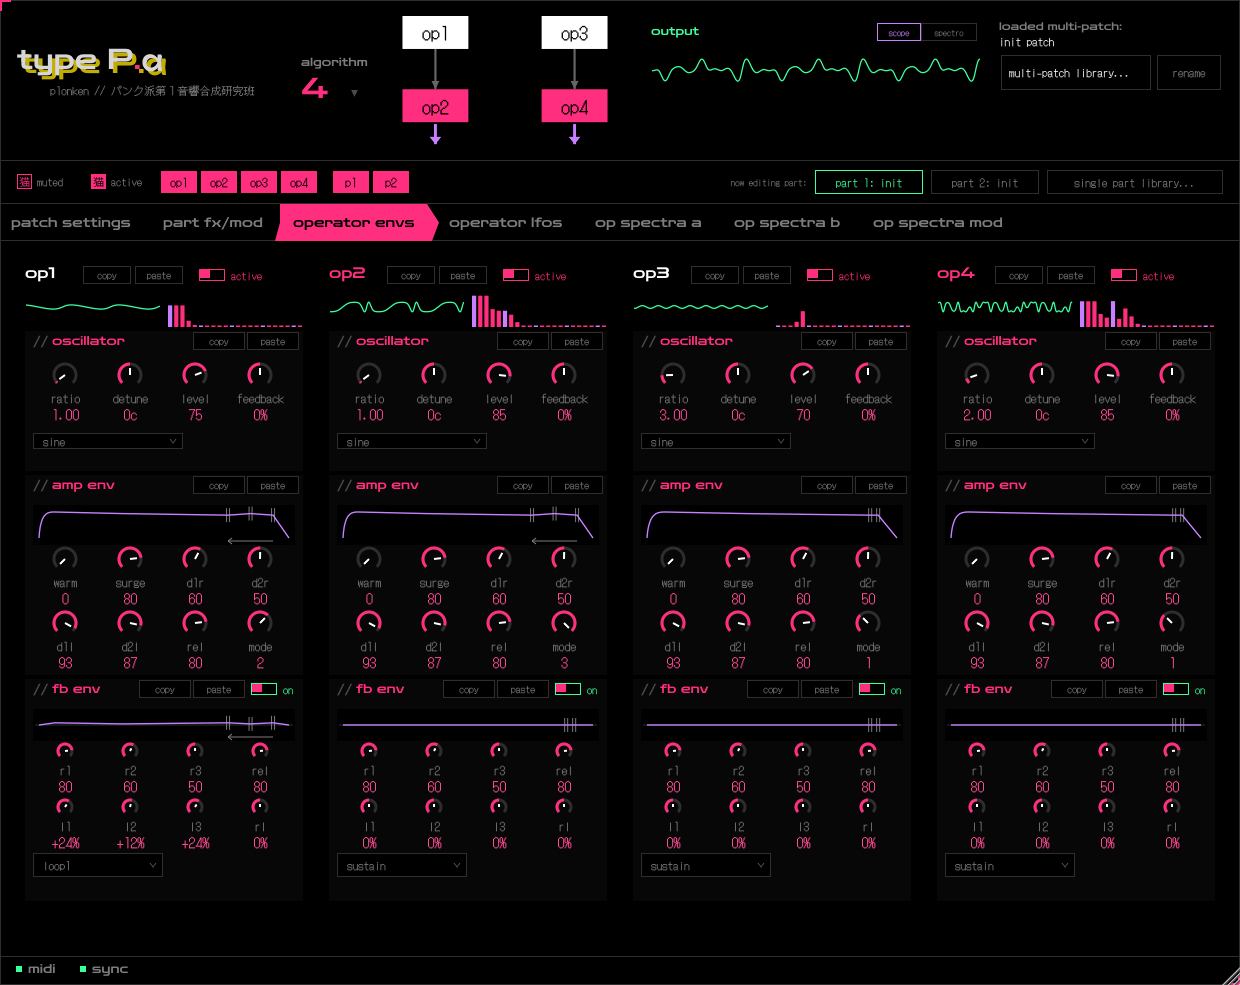 type P.a
plonken // パンク派第1音響合成研究班
algorithm
4
op1
op3
op2
op4
output
scope
spectro
loaded multi-patch:
init patch
multi-patch library...
rename
猫 muted
猫 active
op1
op2
op3
op4
p1
p2
now editing part:
part 1: init
part 2: init
single part library...
patch settings
part fx/mod
operator envs
operator lfos
op spectra a
op spectra b
op spectra mod
op1 copy paste active
op2 copy paste active
op3 copy paste active
op4 copy paste active
// oscillator copy paste
// oscillator copy paste
// oscillator copy paste
// oscillator copy paste
ratio detune level feedback
ratio detune level feedback
ratio detune level feedback
ratio detune level feedback
1.00 0c 75 0%
1.00 0c 85 0%
3.00 0c 70 0%
2.00 0c 85 0%
sine
sine
sine
sine
// amp env copy paste
// amp env copy paste
// amp env copy paste
// amp env copy paste
warm surge d1r d2r
warm surge d1r d2r
warm surge d1r d2r
warm surge d1r d2r
0 80 60 50
0 80 60 50
0 80 60 50
0 80 60 50
d1l d2l rel mode
d1l d2l rel mode
d1l d2l rel mode
d1l d2l rel mode
93 87 80 2
93 87 80 3
93 87 80 1
93 87 80 1
// fb env copy paste on
// fb env copy paste on
// fb env copy paste on
// fb env copy paste on
r1 r2 r3 rel
r1 r2 r3 rel
r1 r2 r3 rel
r1 r2 r3 rel
80 60 50 80
80 60 50 80
80 60 50 80
80 60 50 80
l1 l2 l3 rl
l1 l2 l3 rl
l1 l2 l3 rl
l1 l2 l3 rl
+24% +12% +24% 0%
0% 0% 0% 0%
0% 0% 0% 0%
0% 0% 0% 0%
loop1
sustain
sustain
sustain
midi
sync